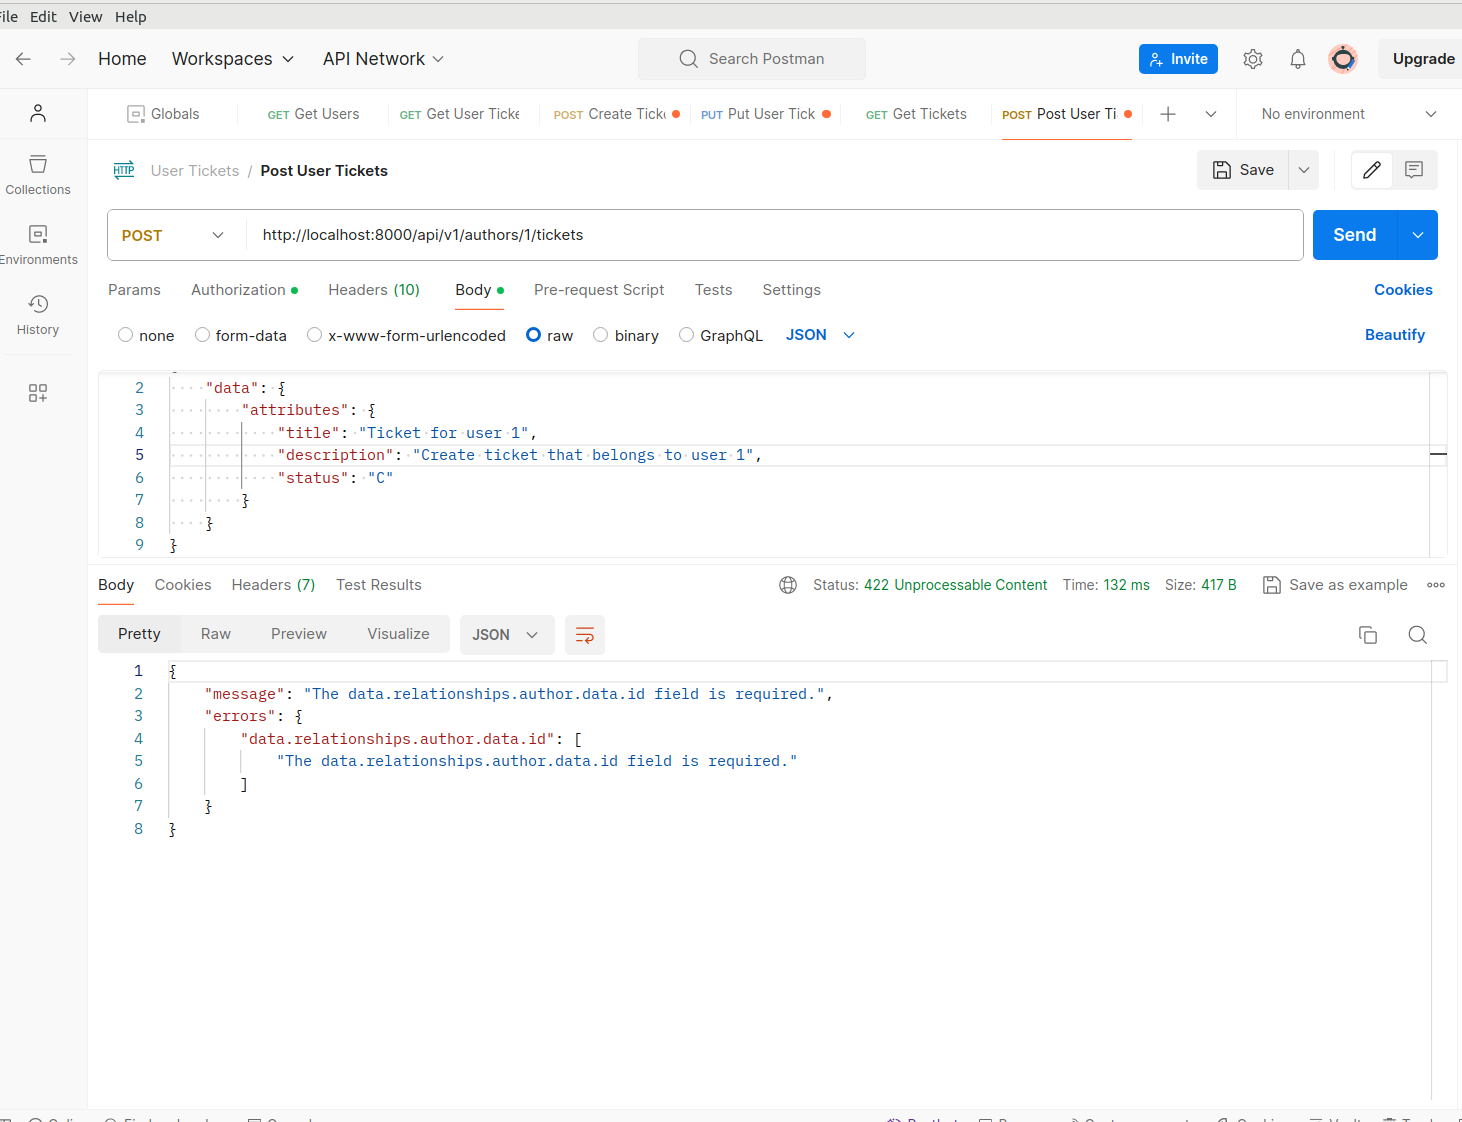 File Edit View Help
Home Workspaces API Network Search Postman Invite Upgrade
Globals GET Get Users GET Get User Ticke POST Create Tick PUT Put User Tick GET Get Tickets POST Post User Ti No environment
HTTP User Tickets / Post User Tickets Save
Collections
Environments
History
POST http://localhost:8000/api/v1/authors/1/tickets Send
Params Authorization Headers (10) Body Pre-request Script Tests Settings Cookies
none form-data x-www-form-urlencoded raw binary GraphQL JSON Beautify
2 "data": {
3 "attributes": {
4 "title": "Ticket for user 1",
5 "description": "Create ticket that belongs to user 1",
6 "status": "C"
7 }
8 }
9 }
Body Cookies Headers (7) Test Results Status: 422 Unprocessable Content Time: 132 ms Size: 417 B Save as example
Pretty Raw Preview Visualize JSON
1 {
2 "message": "The data.relationships.author.data.id field is required.",
3 "errors": {
4 "data.relationships.author.data.id": [
5 "The data.relationships.author.data.id field is required."
6 ]
7 }
8 }